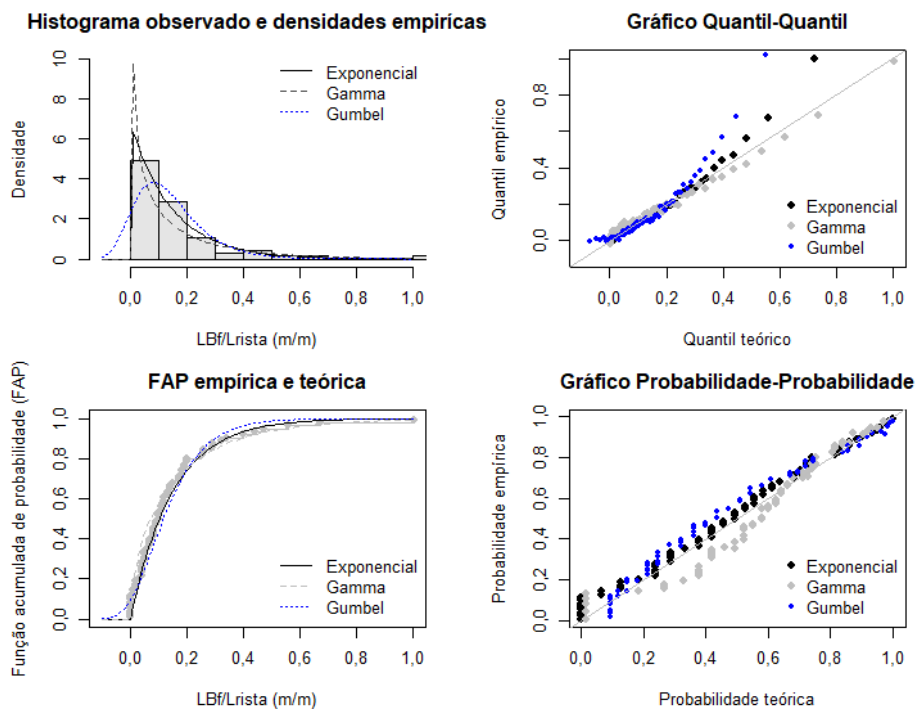 Histograma observado e densidades empirícas
Densidade
0 2 4 6 8 10
Exponencial
Gamma
Gumbel
0,0 0,2 0,4 0,6 0,8 1,0
LBf/Lrista (m/m)
Gráfico Quantil-Quantil
Quantil empírico
0,0 0,4 0,8
Exponencial
Gamma
Gumbel
0,0 0,2 0,4 0,6 0,8 1,0
Quantil teórico
FAP empírica e teórica
Função acumulada de probabilidade (FAP)
0,0 0,2 0,4 0,6 0,8 1,0
Exponencial
Gamma
Gumbel
0,0 0,2 0,4 0,6 0,8 1,0
LBf/Lrista (m/m)
Gráfico Probabilidade-Probabilidade
Probabilidade empírica
0,0 0,2 0,4 0,6 0,8 1,0
Exponencial
Gamma
Gumbel
0,0 0,2 0,4 0,6 0,8 1,0
Probabilidade teórica